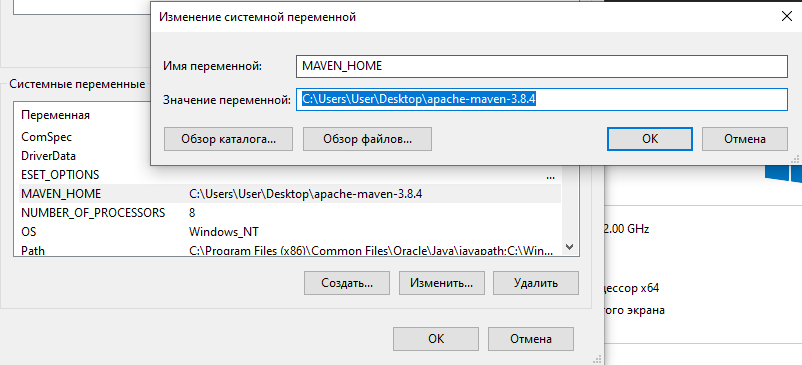 Изменение системной переменной
Имя переменной:
MAVEN_HOME
Значение переменной:
C:\Users\User\Desktop\apache-maven-3.8.4
Обзор каталога...
Обзор файлов...
OK
Отмена
Системные переменные
Переменная
ComSpec
DriverData
ESET_OPTIONS ...
MAVEN_HOME C:\Users\User\Desktop\apache-maven-3.8.4
NUMBER_OF_PROCESSORS 8
OS Windows_NT
Path C:\Program Files (x86)\Common Files\Oracle\Java\javapath;C:\Win...
Создать...
Изменить...
Удалить
OK
Отмена
2.00 GHz
цессор x64
того экрана